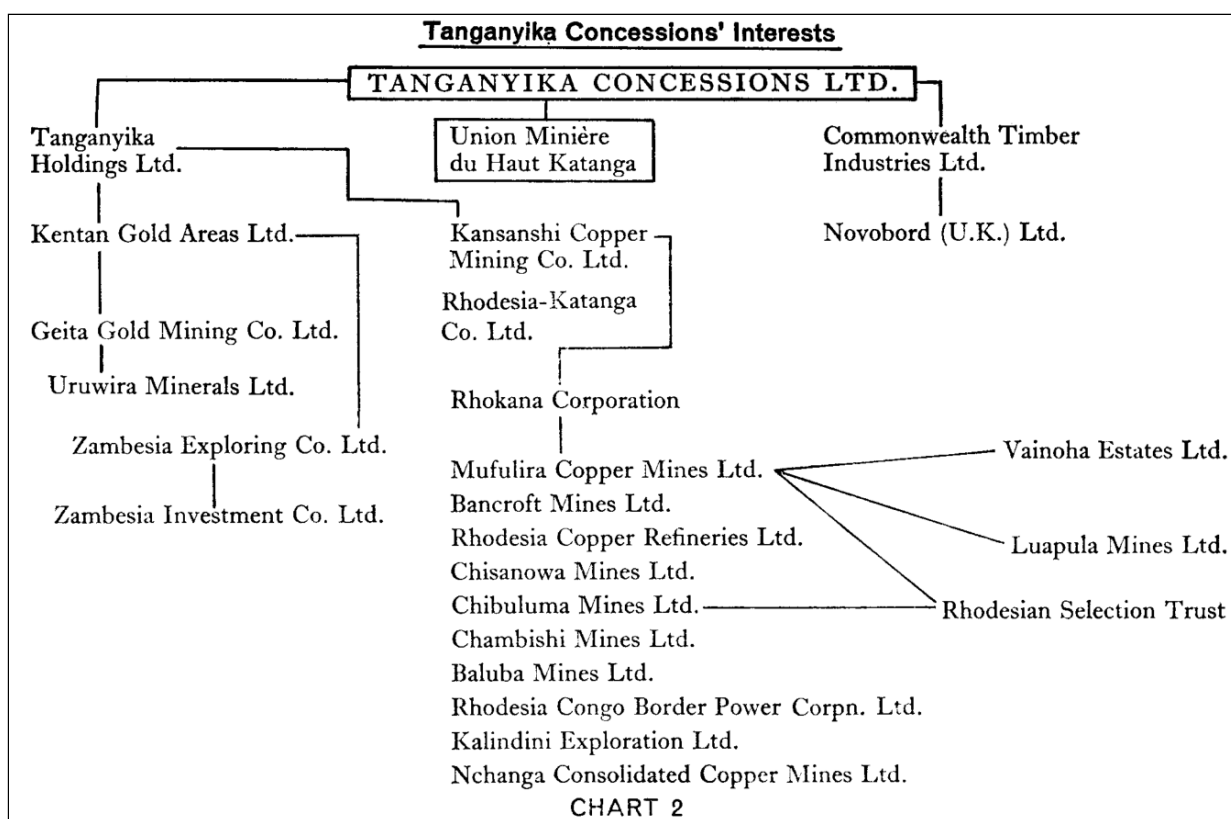 Tanganyika Concessions' Interests
TANGANYIKA CONCESSIONS LTD.
Tanganyika
Holdings Ltd.
Union Minière
du Haut Katanga
Commonwealth Timber
Industries Ltd.
Kentan Gold Areas Ltd.
Kansanshi Copper
Mining Co. Ltd.
Novobord (U.K.) Ltd.
Rhodesia-Katanga
Co. Ltd.
Geita Gold Mining Co. Ltd.
Uruwira Minerals Ltd.
Rhokana Corporation
Zambesia Exploring Co. Ltd.
Zambesia Investment Co. Ltd.
Mufulira Copper Mines Ltd.
Bancroft Mines Ltd.
Rhodesia Copper Refineries Ltd.
Chisanowa Mines Ltd.
Chibuluma Mines Ltd.
Chambishi Mines Ltd.
Baluba Mines Ltd.
Rhodesia Congo Border Power Corpn. Ltd.
Kalindini Exploration Ltd.
Nchanga Consolidated Copper Mines Ltd.
Vainoha Estates Ltd.
Luapula Mines Ltd.
Rhodesian Selection Trust
CHART 2